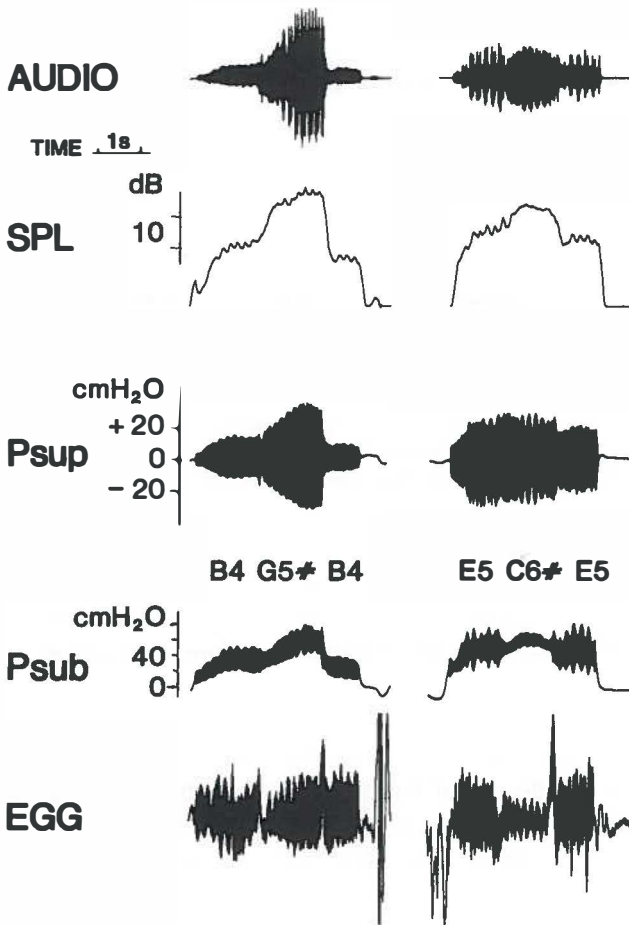 AUDIO
TIME 1s
dB
SPL 10
cmH₂O
+20
Psup 0
−20
B4 G5# B4 E5 C6# E5
cmH₂O
Psub 40
0
EGG